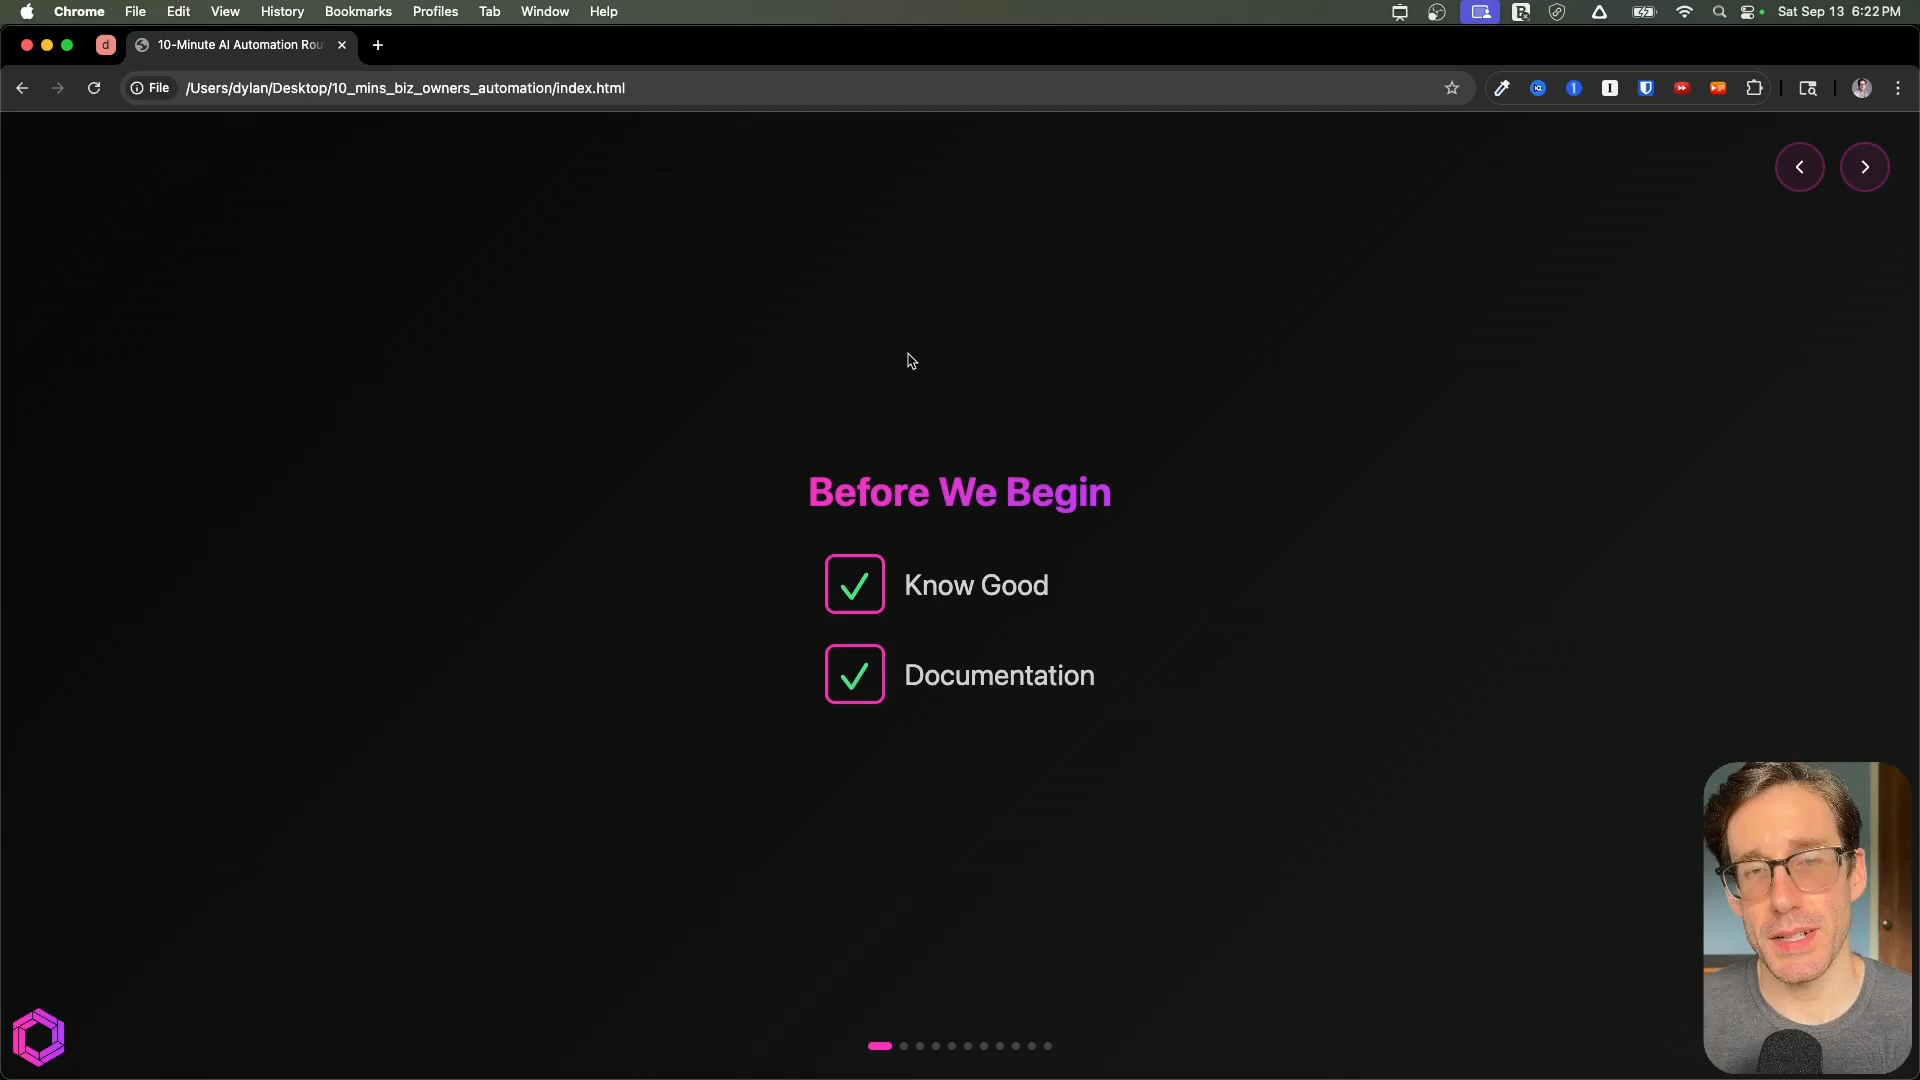 Chrome File Edit View History Bookmarks Profiles Tab Window Help Sat Sep 13 6:22 PM
d 10-Minute AI Automation Rou
File /Users/dylan/Desktop/10_mins_biz_owners_automation/index.html
Before We Begin
Know Good
Documentation